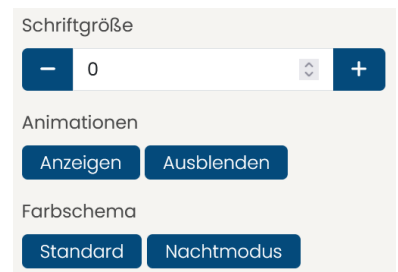 Schriftgröße
− 0 +
Animationen
Anzeigen Ausblenden
Farbschema
Standard Nachtmodus